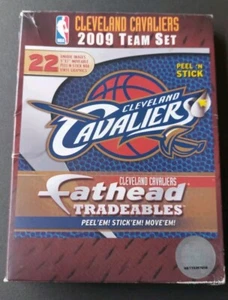 CLEVELAND CAVALIERS
2009 TEAM SET
22
PEEL 'N
STICK
CLEVELAND
CAVALIERS
CLEVELAND CAVALIERS
Fathead
TRADEABLES
PEEL'EM! STICK'EM! MOVE'EM!